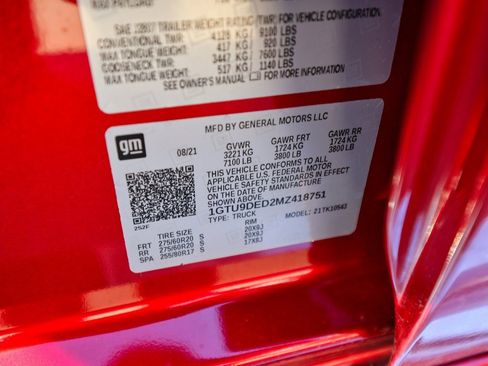 SAE J2807 TRAILER WEIGHT RATING (TWR) FOR VEHICLE CONFIGURATION
CONVENTIONAL TWR: 4128 KG / 9100 LBS
MAX TONGUE WEIGHT: 417 KG / 920 LBS
GOOSENECK TWR: 3447 KG / 7600 LBS
MAX TONGUE WEIGHT: 517 KG / 1140 LBS
SEE OWNER'S MANUAL
gm
MFD BY GENERAL MOTORS LLC
08/21 GVWR GAWR FRT GAWR RR
3221 KG 1724 KG 1724 KG
7100 LB 3800 LB 3800 LB
THIS VEHICLE CONFORMS TO ALL APPLICABLE
VEHICLE SAFETY STANDARDS IN EFFECT ON THE
DATE OF MANUFACTURE
SHOWN ABOVE
1GTU9DED2MZ418751
TYPE: TRUCK MODEL: 21TK10543
252F
TIRE SIZE RIM
FRT 275/60R20 S 20X9J
RR 275/60R20 S 20X9J
SPA 255/80R17 S 17X8J